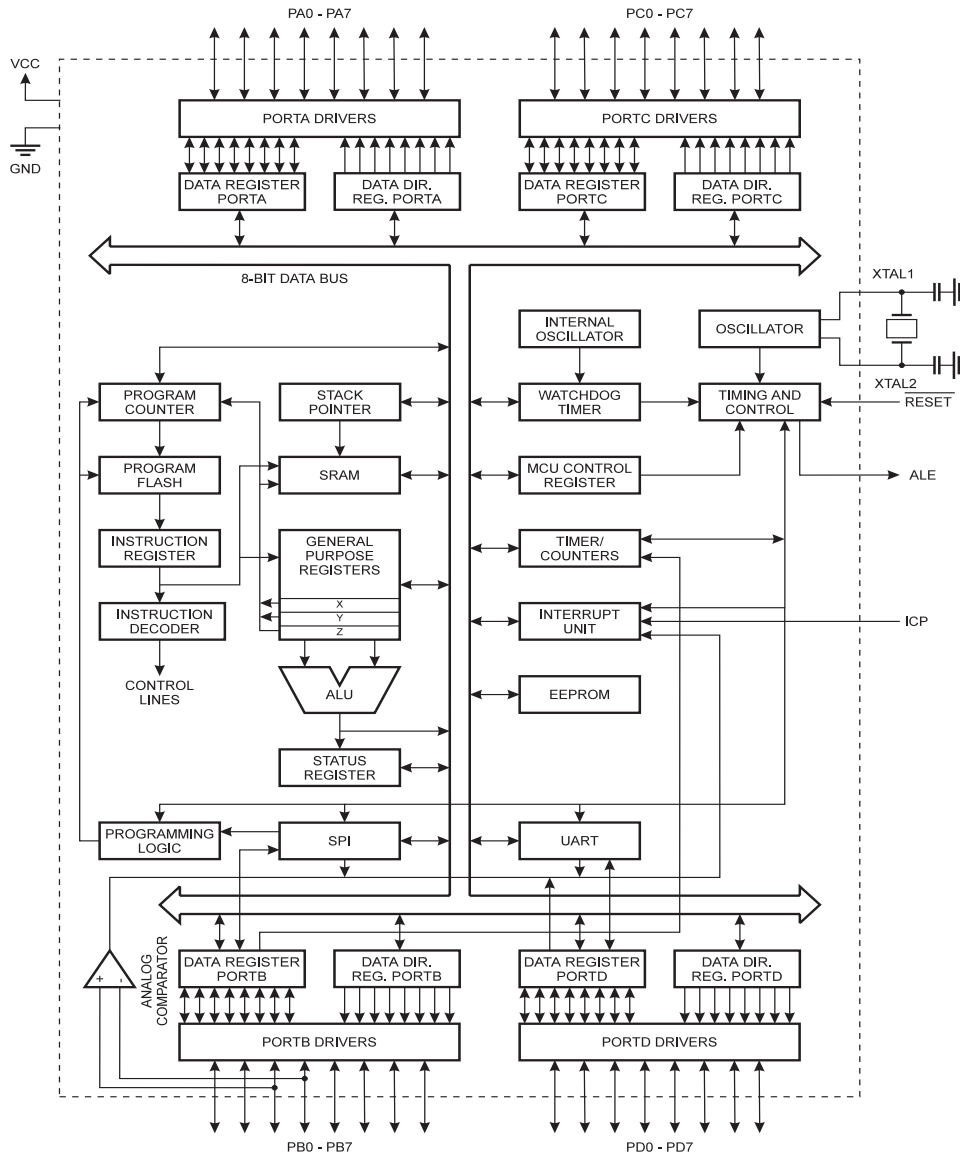 PA0 - PA7
PC0 - PC7
VCC
GND
PORTA DRIVERS
PORTC DRIVERS
DATA REGISTER
PORTA
DATA DIR.
REG. PORTA
DATA REGISTER
PORTC
DATA DIR.
REG. PORTC
8-BIT DATA BUS
XTAL1
INTERNAL
OSCILLATOR
OSCILLATOR
XTAL2
RESET
PROGRAM
COUNTER
STACK
POINTER
WATCHDOG
TIMER
TIMING AND
CONTROL
PROGRAM
FLASH
SRAM
MCU CONTROL
REGISTER
ALE
INSTRUCTION
REGISTER
GENERAL
PURPOSE
REGISTERS
X
Y
Z
TIMER/
COUNTERS
INSTRUCTION
DECODER
INTERRUPT
UNIT
ICP
CONTROL
LINES
ALU
EEPROM
STATUS
REGISTER
PROGRAMMING
LOGIC
SPI
UART
ANALOG
COMPARATOR
+
-
DATA REGISTER
PORTB
DATA DIR.
REG. PORTB
DATA REGISTER
PORTD
DATA DIR.
REG. PORTD
PORTB DRIVERS
PORTD DRIVERS
PB0 - PB7
PD0 - PD7